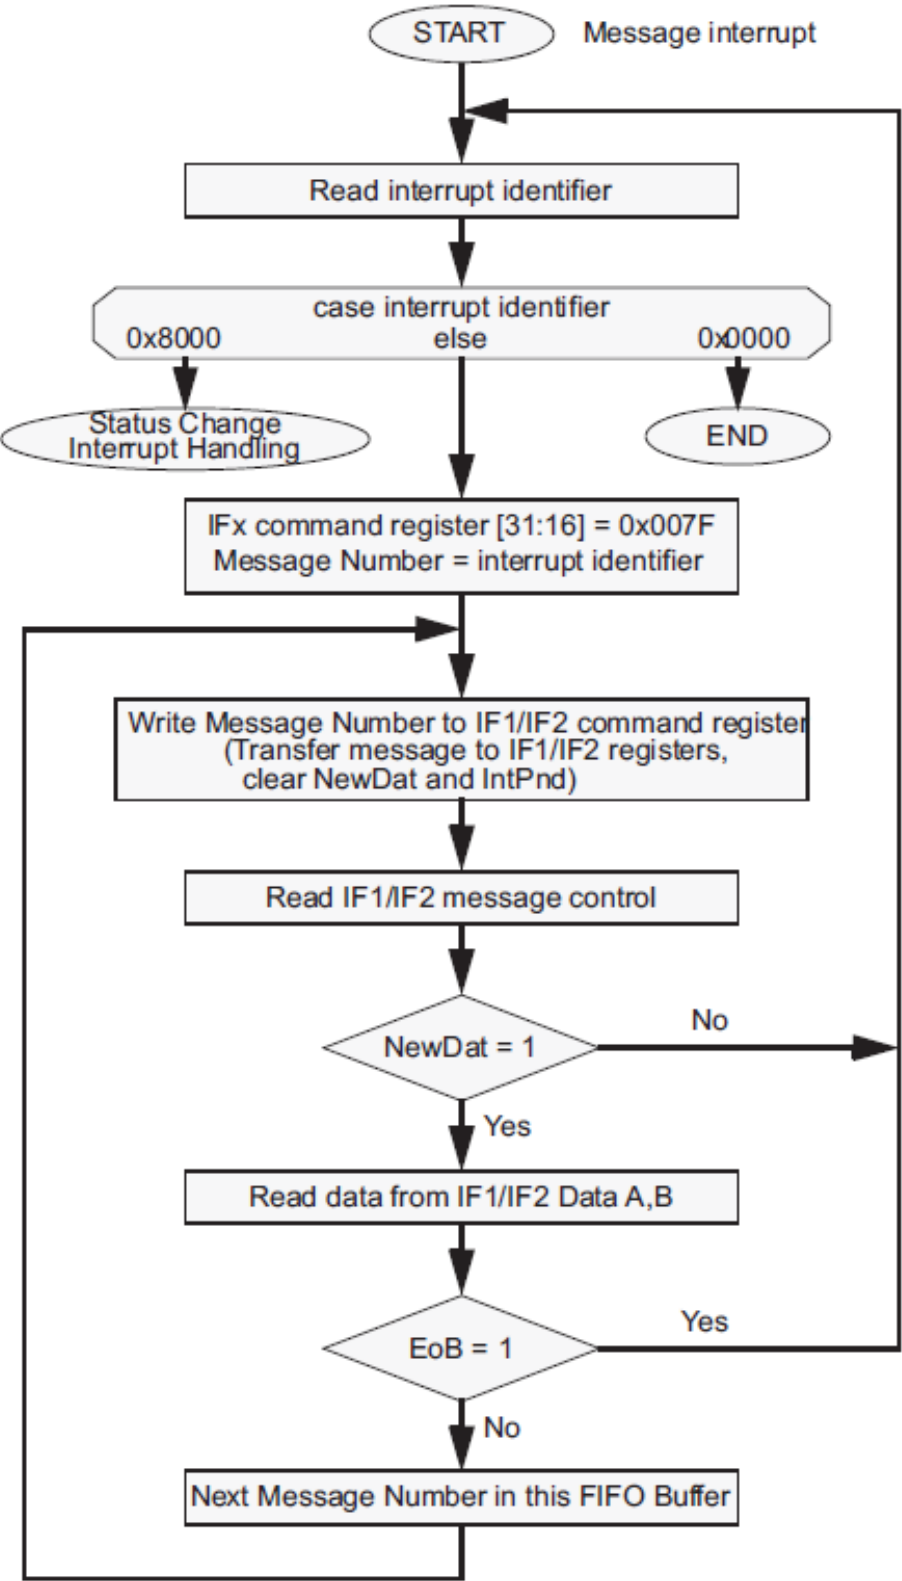 START
Message interrupt
Read interrupt identifier
case interrupt identifier
0x8000
else
0x0000
Status Change
Interrupt Handling
END
IFx command register [31:16] = 0x007F
Message Number = interrupt identifier
Write Message Number to IF1/IF2 command register
(Transfer message to IF1/IF2 registers,
clear NewDat and IntPnd)
Read IF1/IF2 message control
NewDat = 1
No
Yes
Read data from IF1/IF2 Data A,B
EoB = 1
Yes
No
Next Message Number in this FIFO Buffer